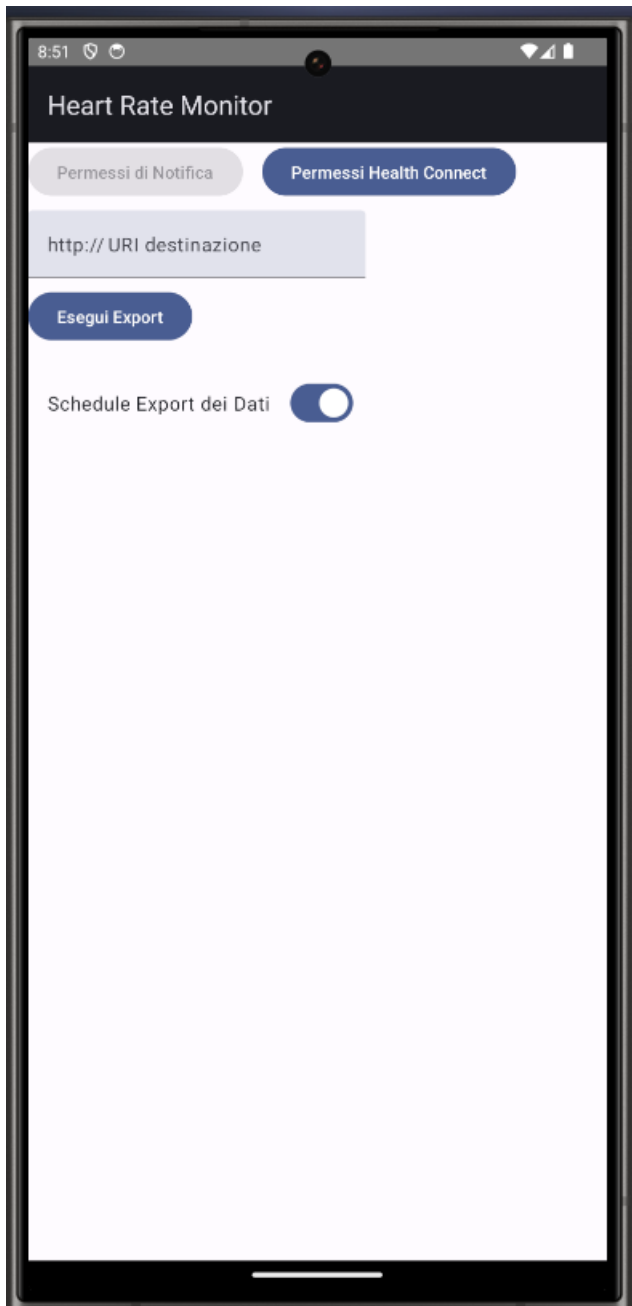 8:51
Heart Rate Monitor
Permessi di Notifica Permessi Health Connect
http:// URI destinazione
Esegui Export
Schedule Export dei Dati